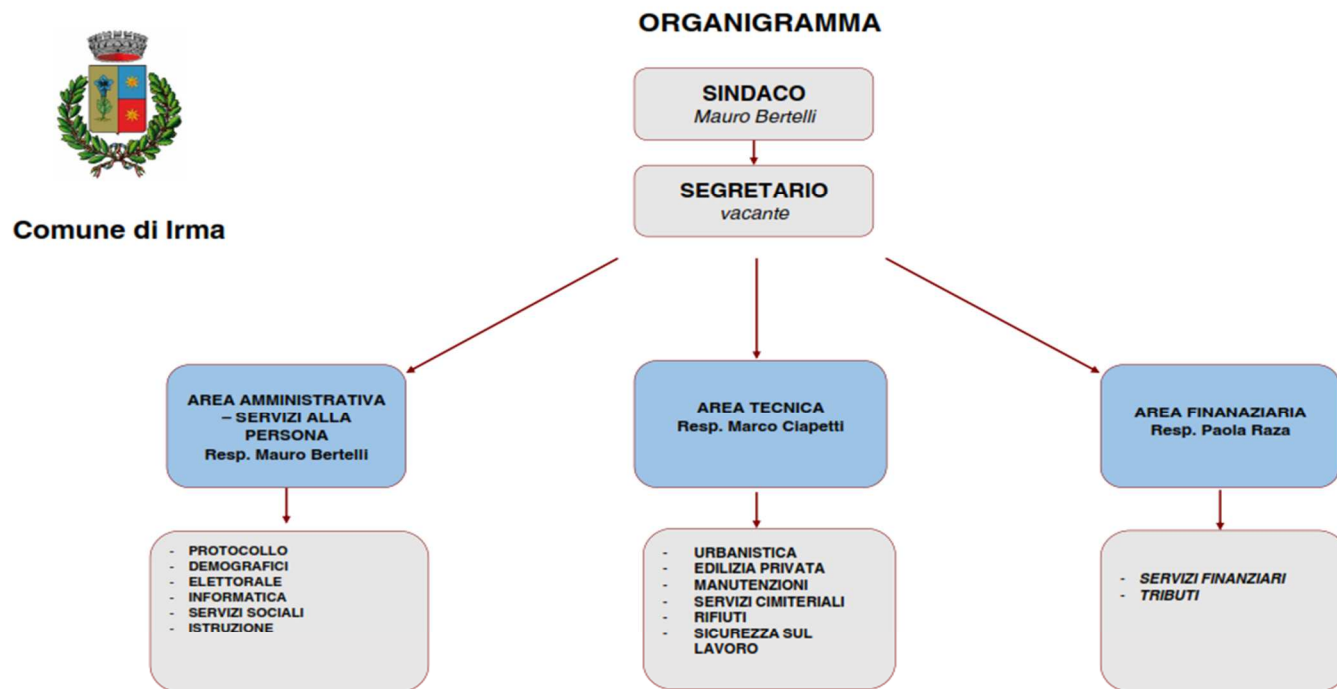 ORGANIGRAMMA
SINDACO
Mauro Bertelli
SEGRETARIO
vacante
Comune di Irma
AREA AMMINISTRATIVA
– SERVIZI ALLA
PERSONA
Resp. Mauro Bertelli
AREA TECNICA
Resp. Marco Ciapetti
AREA FINANAZIARIA
Resp. Paola Raza
- PROTOCOLLO
- DEMOGRAFICI
- ELETTORALE
- INFORMATICA
- SERVIZI SOCIALI
- ISTRUZIONE
- URBANISTICA
- EDILIZIA PRIVATA
- MANUTENZIONI
- SERVIZI CIMITERIALI
- RIFIUTI
- SICUREZZA SUL
LAVORO
- SERVIZI FINANZIARI
- TRIBUTI